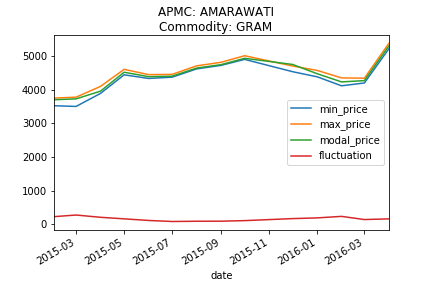 APMC: AMARAWATI
Commodity: GRAM
5000
4000
3000
2000
1000
0
min_price
max_price
modal_price
fluctuation
2015-03
2015-05
2015-07
2015-09
2015-11
2016-01
2016-03
date